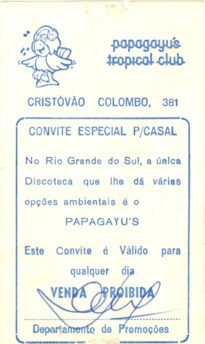 papagayu's
tropical club
CRISTÓVÃO COLOMBO, 381
CONVITE ESPECIAL P/CASAL
No Rio Grande do Sul, a única
Discoteca que lhe dá várias
opções ambientais é o
PAPAGAYU'S
Este Convite é Válido para
qualquer dia
VENDA PROIBIDA
Departamento de Promoções